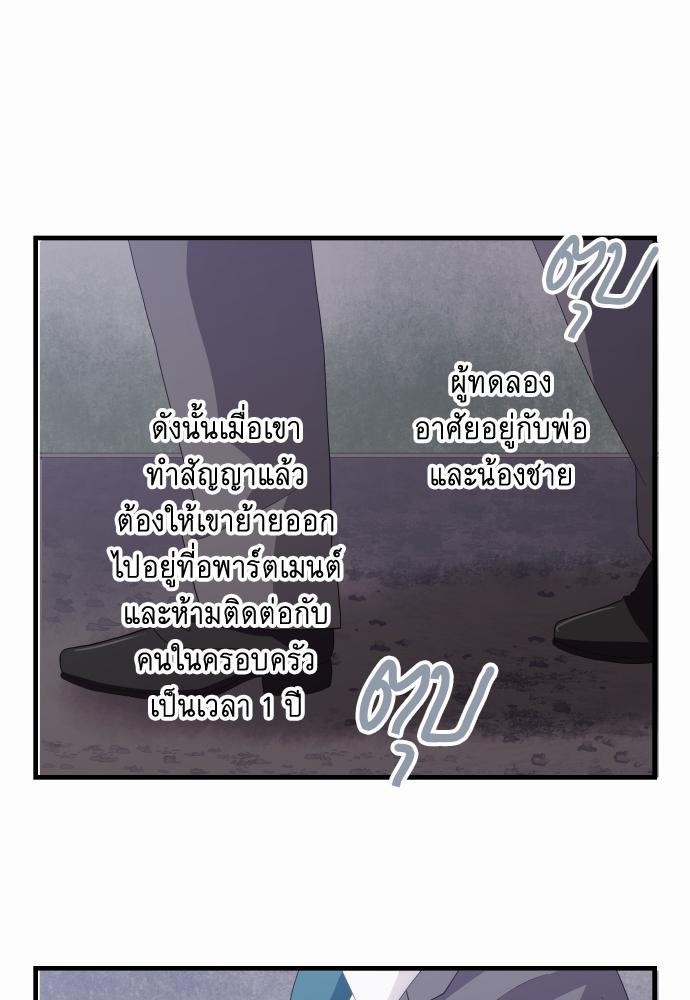 ตุบ
ผู้ทดลอง
อาศัยอยู่กับพ่อ
และน้องชาย
ดังนั้นเมื่อเขา
ทำสัญญาแล้ว
ต้องให้เขาย้ายออก
ไปอยู่ที่อพาร์ตเมนต์
และห้ามติดต่อกับ
คนในครอบครัว
เป็นเวลา 1 ปี
ตุบ